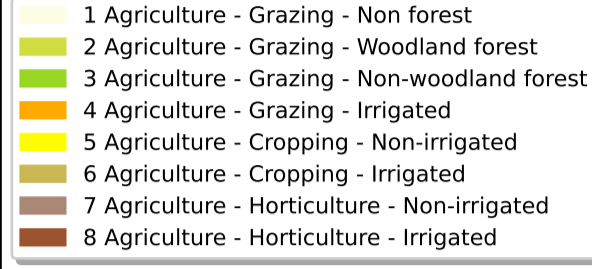 1 Agriculture - Grazing - Non forest
2 Agriculture - Grazing - Woodland forest
3 Agriculture - Grazing - Non-woodland forest
4 Agriculture - Grazing - Irrigated
5 Agriculture - Cropping - Non-irrigated
6 Agriculture - Cropping - Irrigated
7 Agriculture - Horticulture - Non-irrigated
8 Agriculture - Horticulture - Irrigated